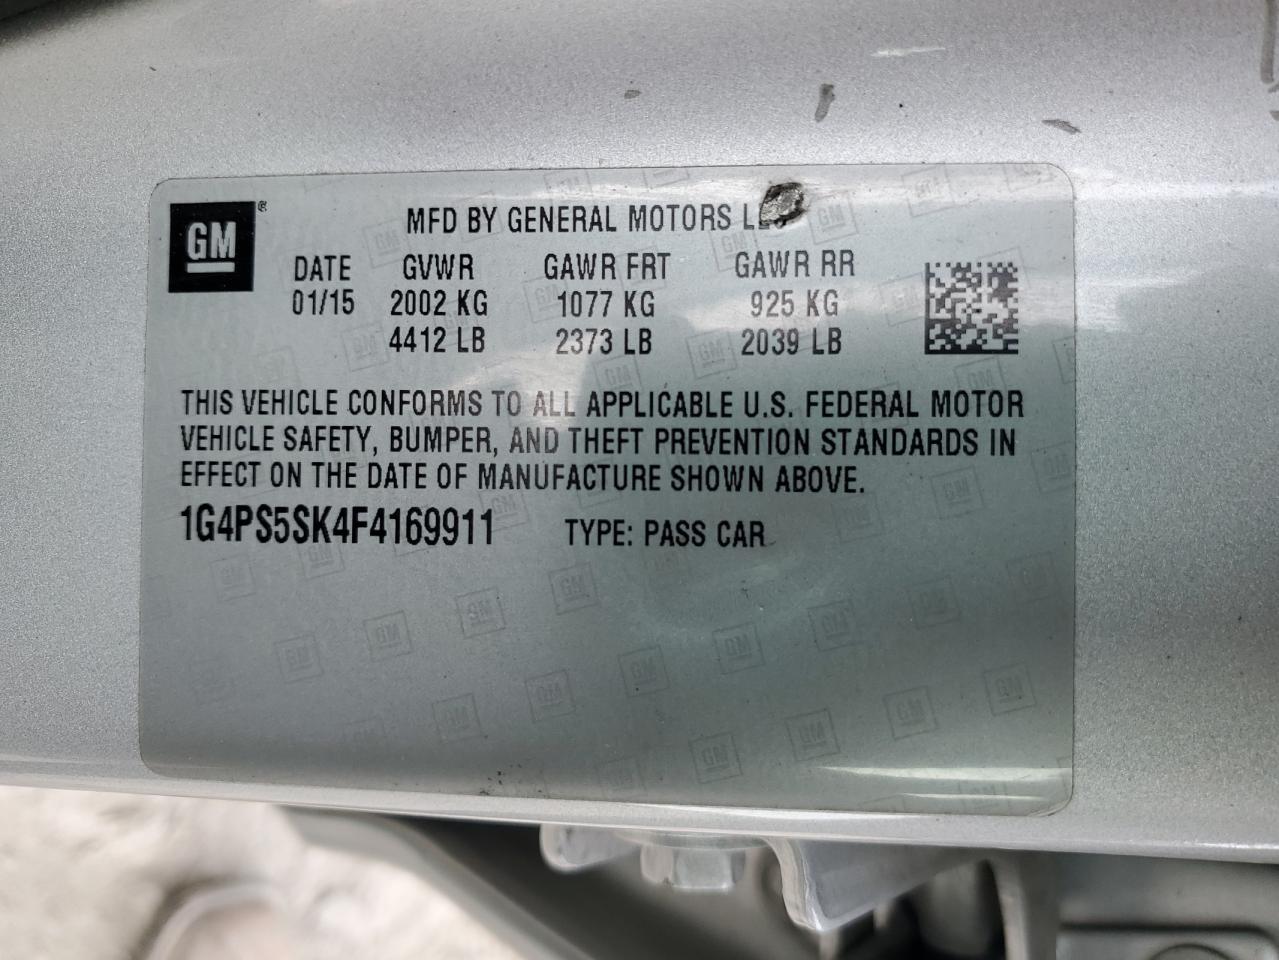 GM ®
MFD BY GENERAL MOTORS LLC
DATE GVWR GAWR FRT GAWR RR
01/15 2002 KG 1077 KG 925 KG
4412 LB 2373 LB 2039 LB
THIS VEHICLE CONFORMS TO ALL APPLICABLE U.S. FEDERAL MOTOR
VEHICLE SAFETY, BUMPER, AND THEFT PREVENTION STANDARDS IN
EFFECT ON THE DATE OF MANUFACTURE SHOWN ABOVE.
1G4PS5SK4F4169911 TYPE: PASS CAR